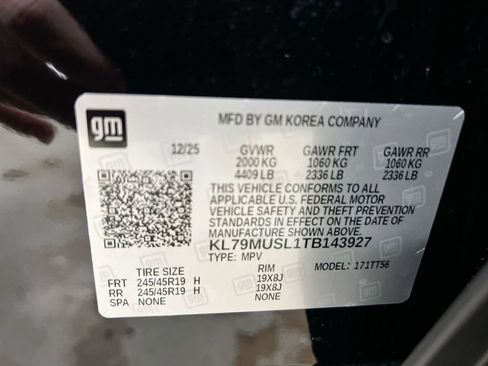 gm
MFD BY GM KOREA COMPANY
12/25 GVWR GAWR FRT GAWR RR
2000 KG 1060 KG 1060 KG
4409 LB 2336 LB 2336 LB
THIS VEHICLE CONFORMS TO ALL
APPLICABLE U.S. FEDERAL MOTOR
VEHICLE SAFETY AND THEFT PREVENTION
STANDARDS IN EFFECT ON THE DATE OF
MANUFACTURE SHOWN ABOVE.
KL79MUSL1TB143927
TYPE: MPV MODEL: 171TT56
TIRE SIZE RIM
FRT 245/45R19 H 19X8J
RR 245/45R19 H 19X8J
SPA NONE NONE